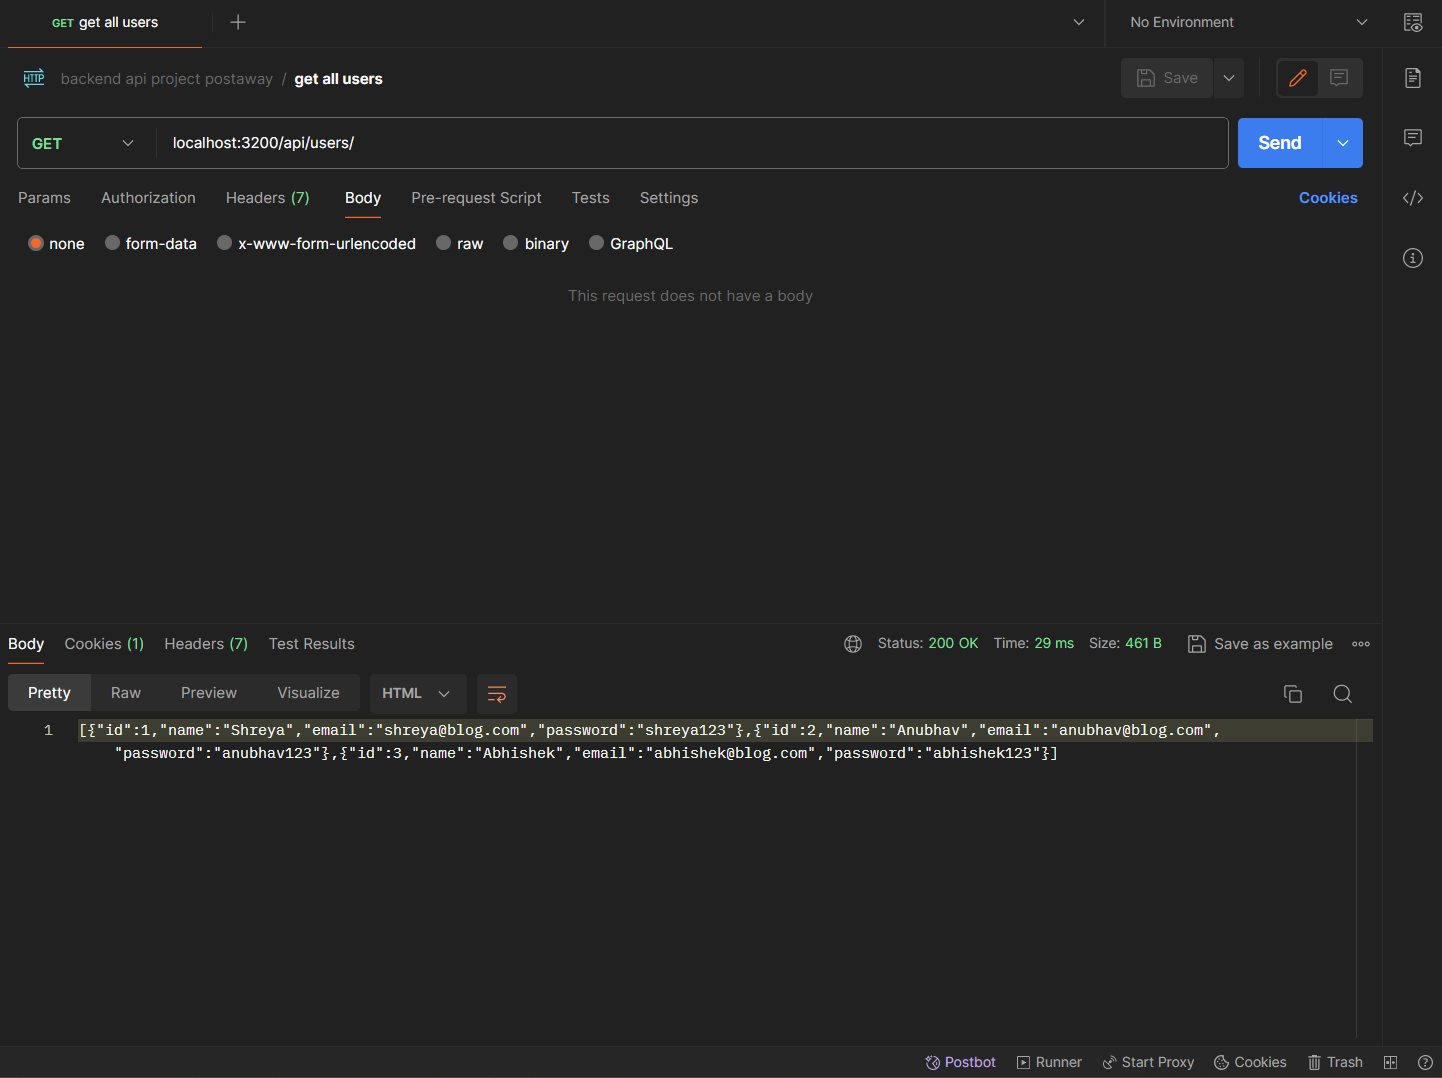 GET get all users
No Environment
HTTP backend api project postaway / get all users
Save
GET localhost:3200/api/users/
Send
Params Authorization Headers (7) Body Pre-request Script Tests Settings Cookies
none form-data x-www-form-urlencoded raw binary GraphQL
This request does not have a body
Body Cookies (1) Headers (7) Test Results Status: 200 OK Time: 29 ms Size: 461 B Save as example
Pretty Raw Preview Visualize HTML
1 [{"id":1,"name":"Shreya","email":"shreya@blog.com","password":"shreya123"},{"id":2,"name":"Anubhav","email":"anubhav@blog.com",
"password":"anubhav123"},{"id":3,"name":"Abhishek","email":"abhishek@blog.com","password":"abhishek123"}]
Postbot Runner Start Proxy Cookies Trash